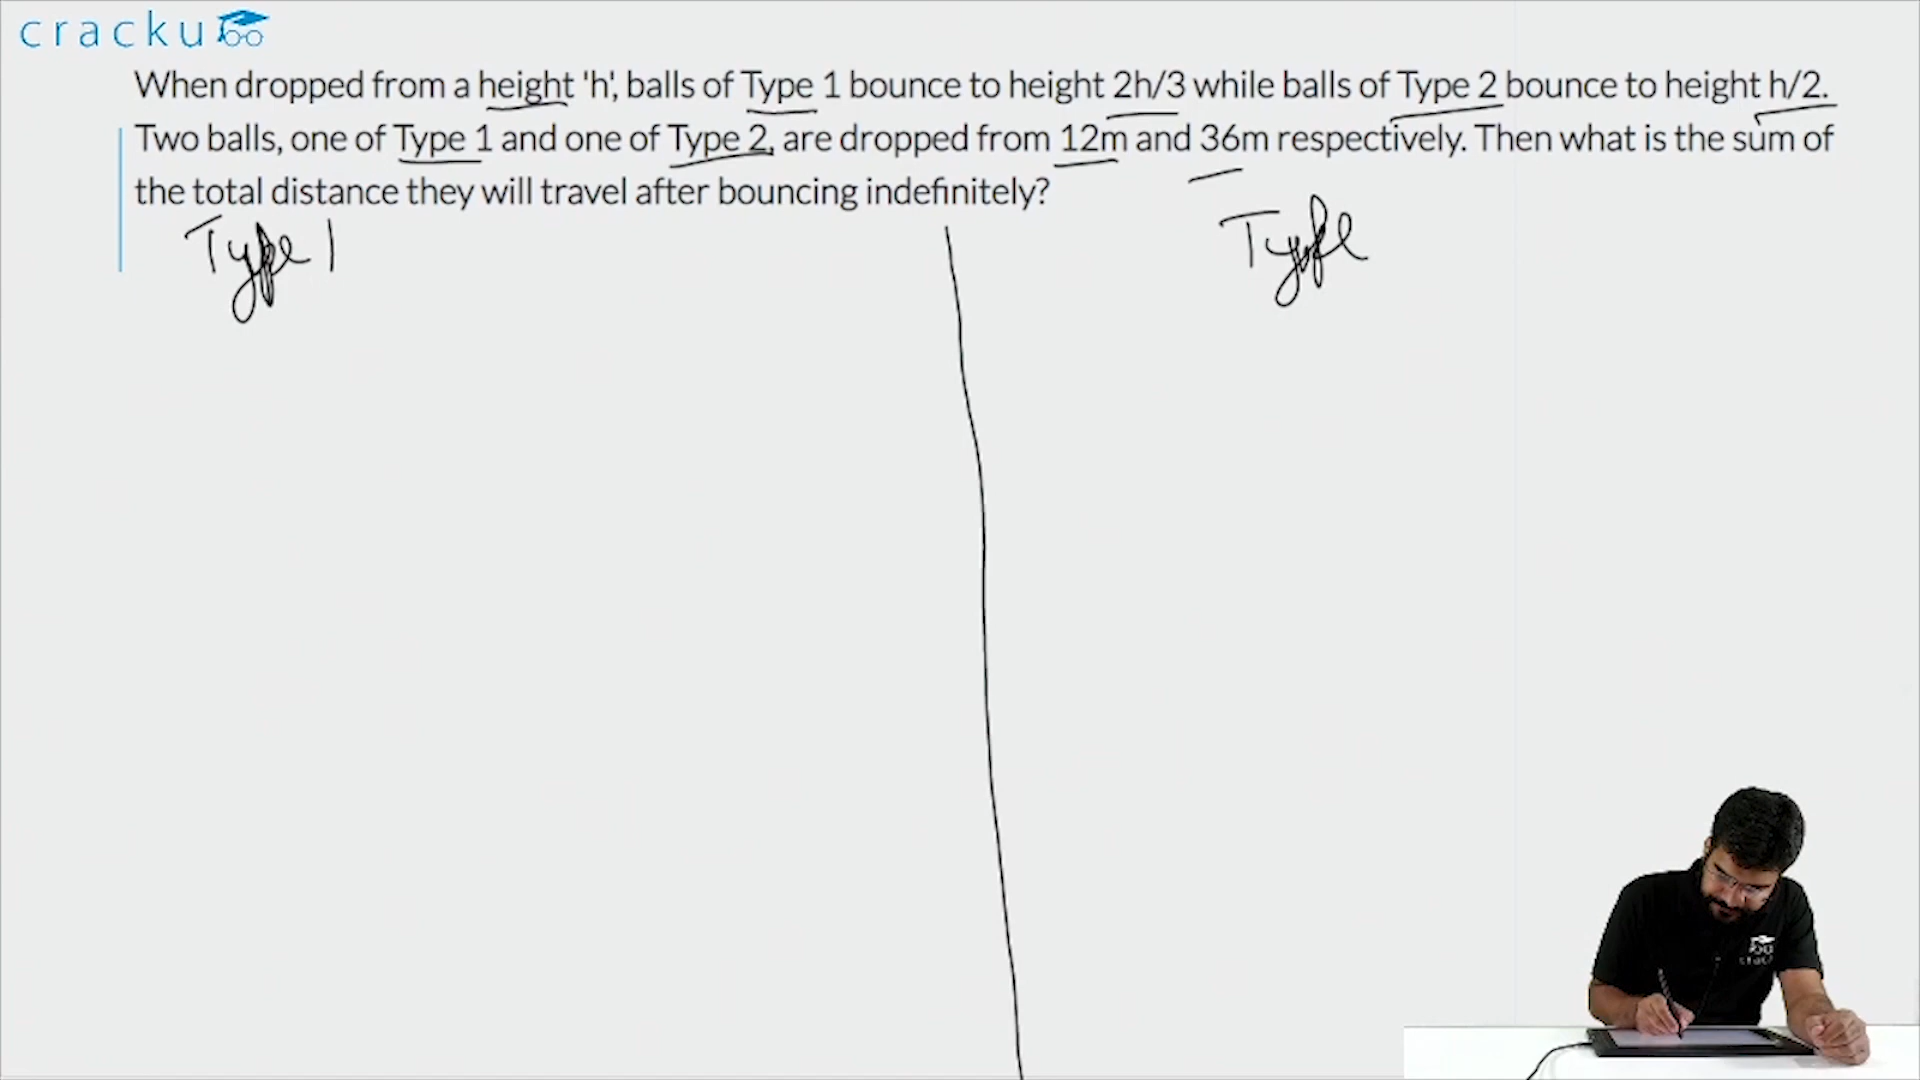 cracku
When dropped from a height 'h', balls of Type 1 bounce to height 2h/3 while balls of Type 2 bounce to height h/2.
Two balls, one of Type 1 and one of Type 2, are dropped from 12m and 36m respectively. Then what is the sum of
the total distance they will travel after bouncing indefinitely?
Type 1
Type